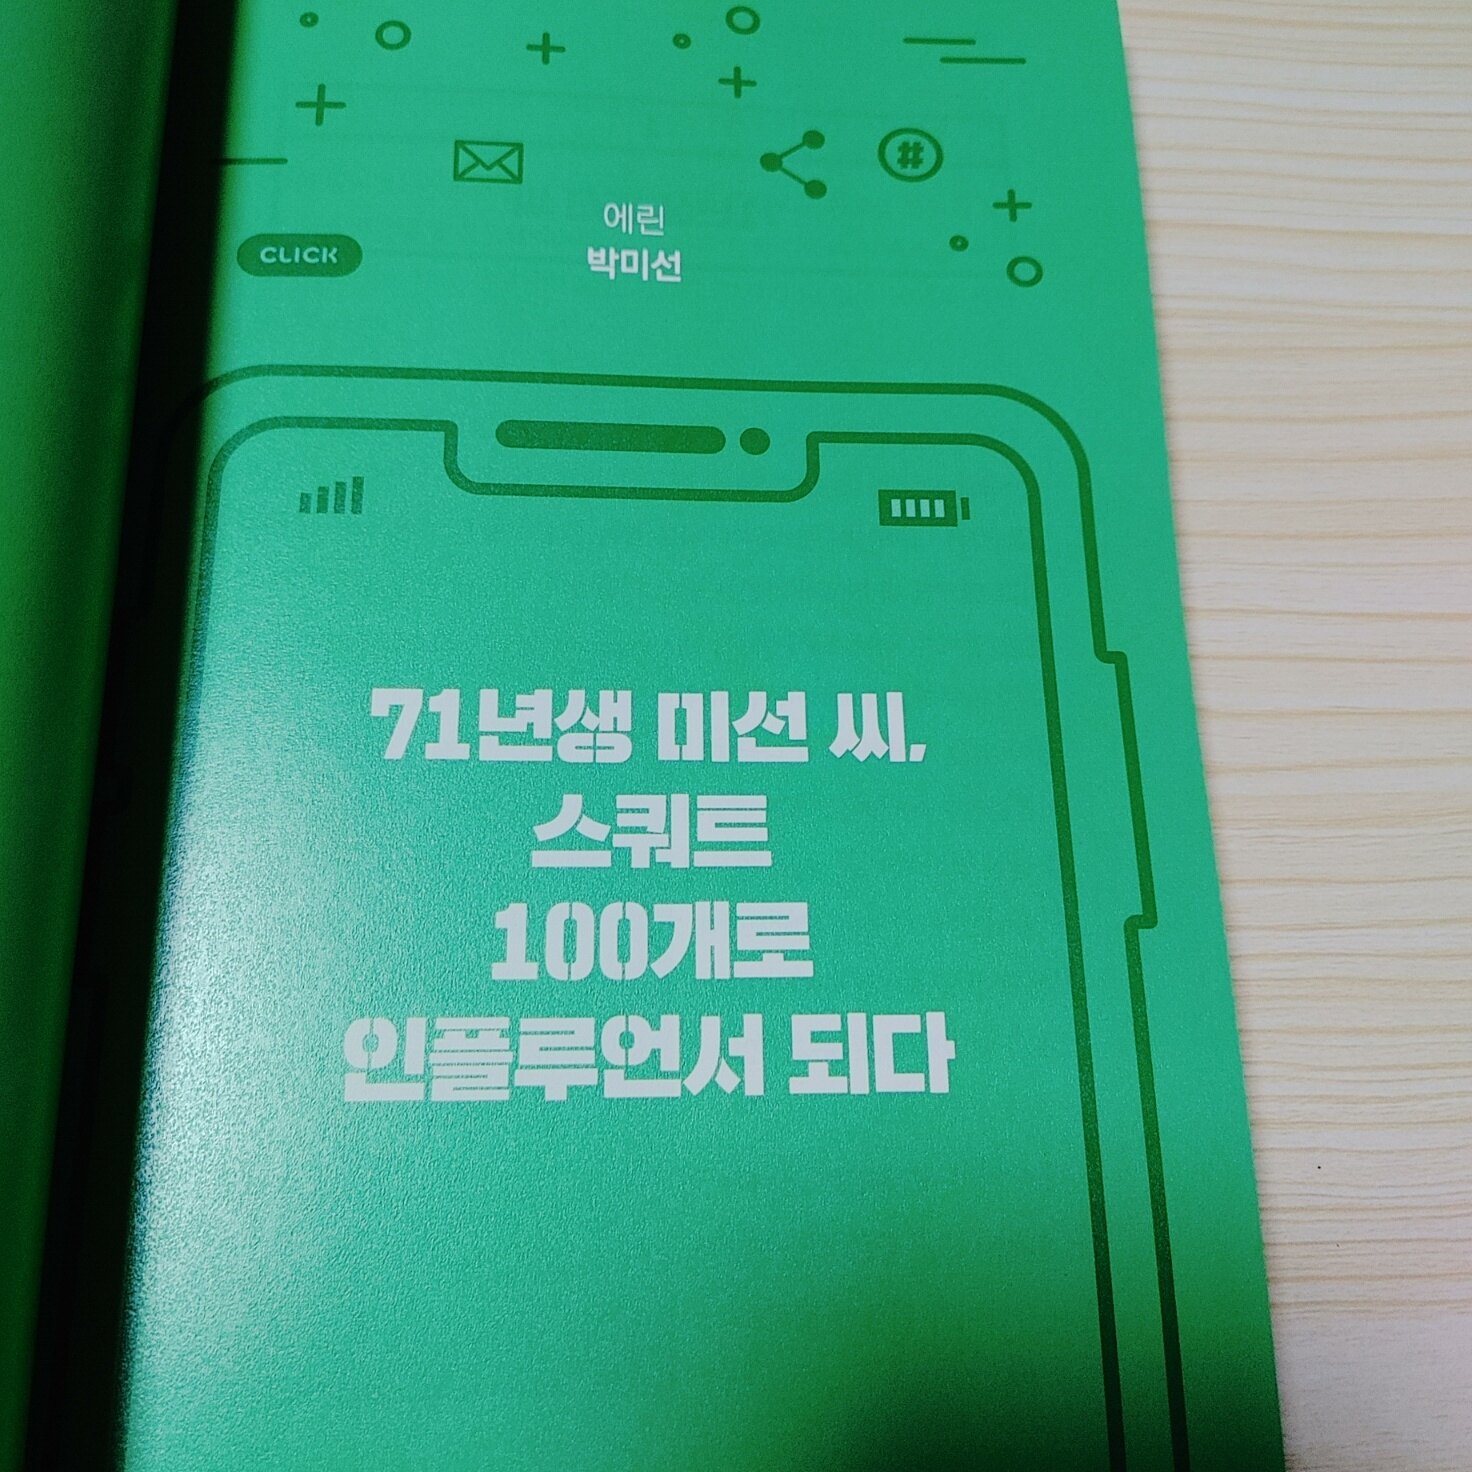 에린
박미선
CLICK
71년생 미선 씨,
스쿼트
100개로
인플루언서 되다